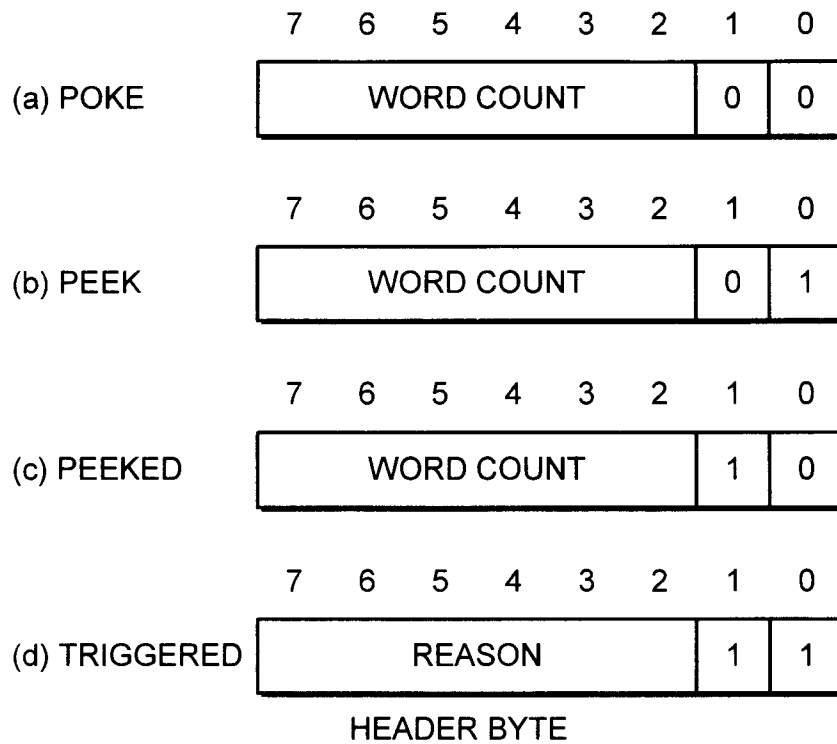 7 6 5 4 3 2 1 0
(a) POKE WORD COUNT 0 0
7 6 5 4 3 2 1 0
(b) PEEK WORD COUNT 0 1
7 6 5 4 3 2 1 0
(c) PEEKED WORD COUNT 1 0
7 6 5 4 3 2 1 0
(d) TRIGGERED REASON 1 1
HEADER BYTE